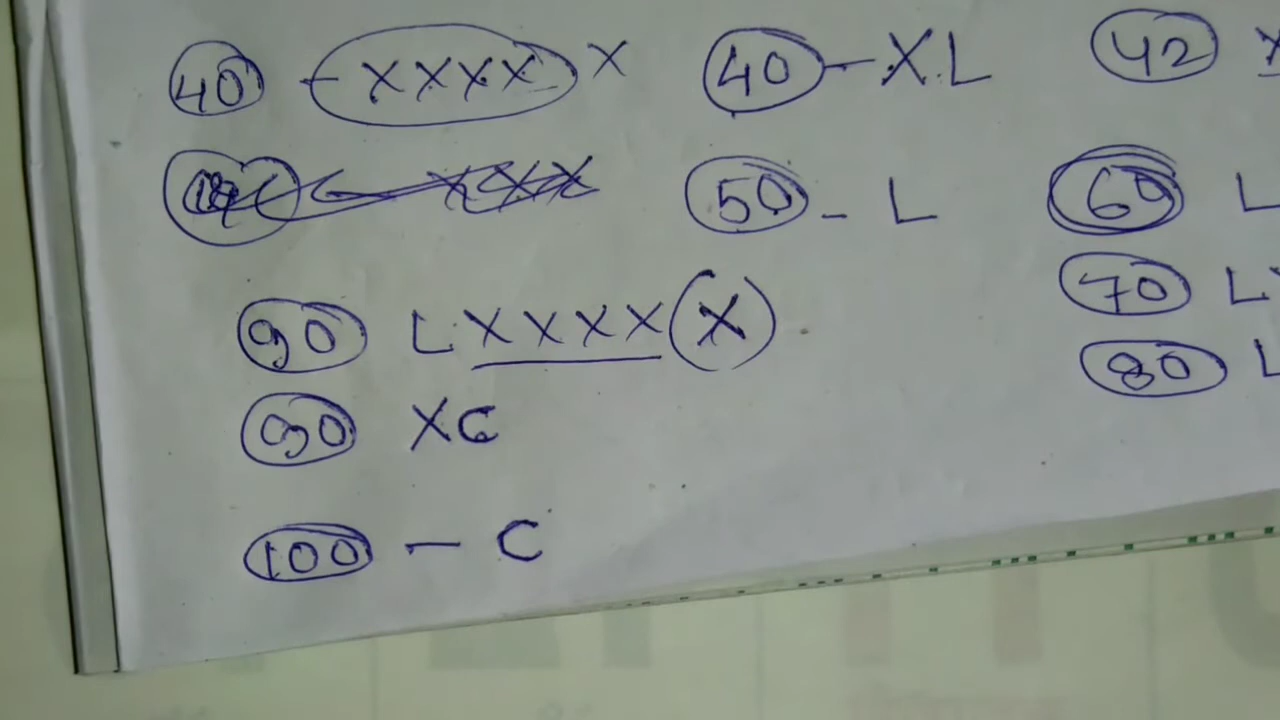 40 - XXXX X 40 - XL 42
50 - L 60 L
70 L
90 LXXXX(X) 80 L
90 XC
100 - C